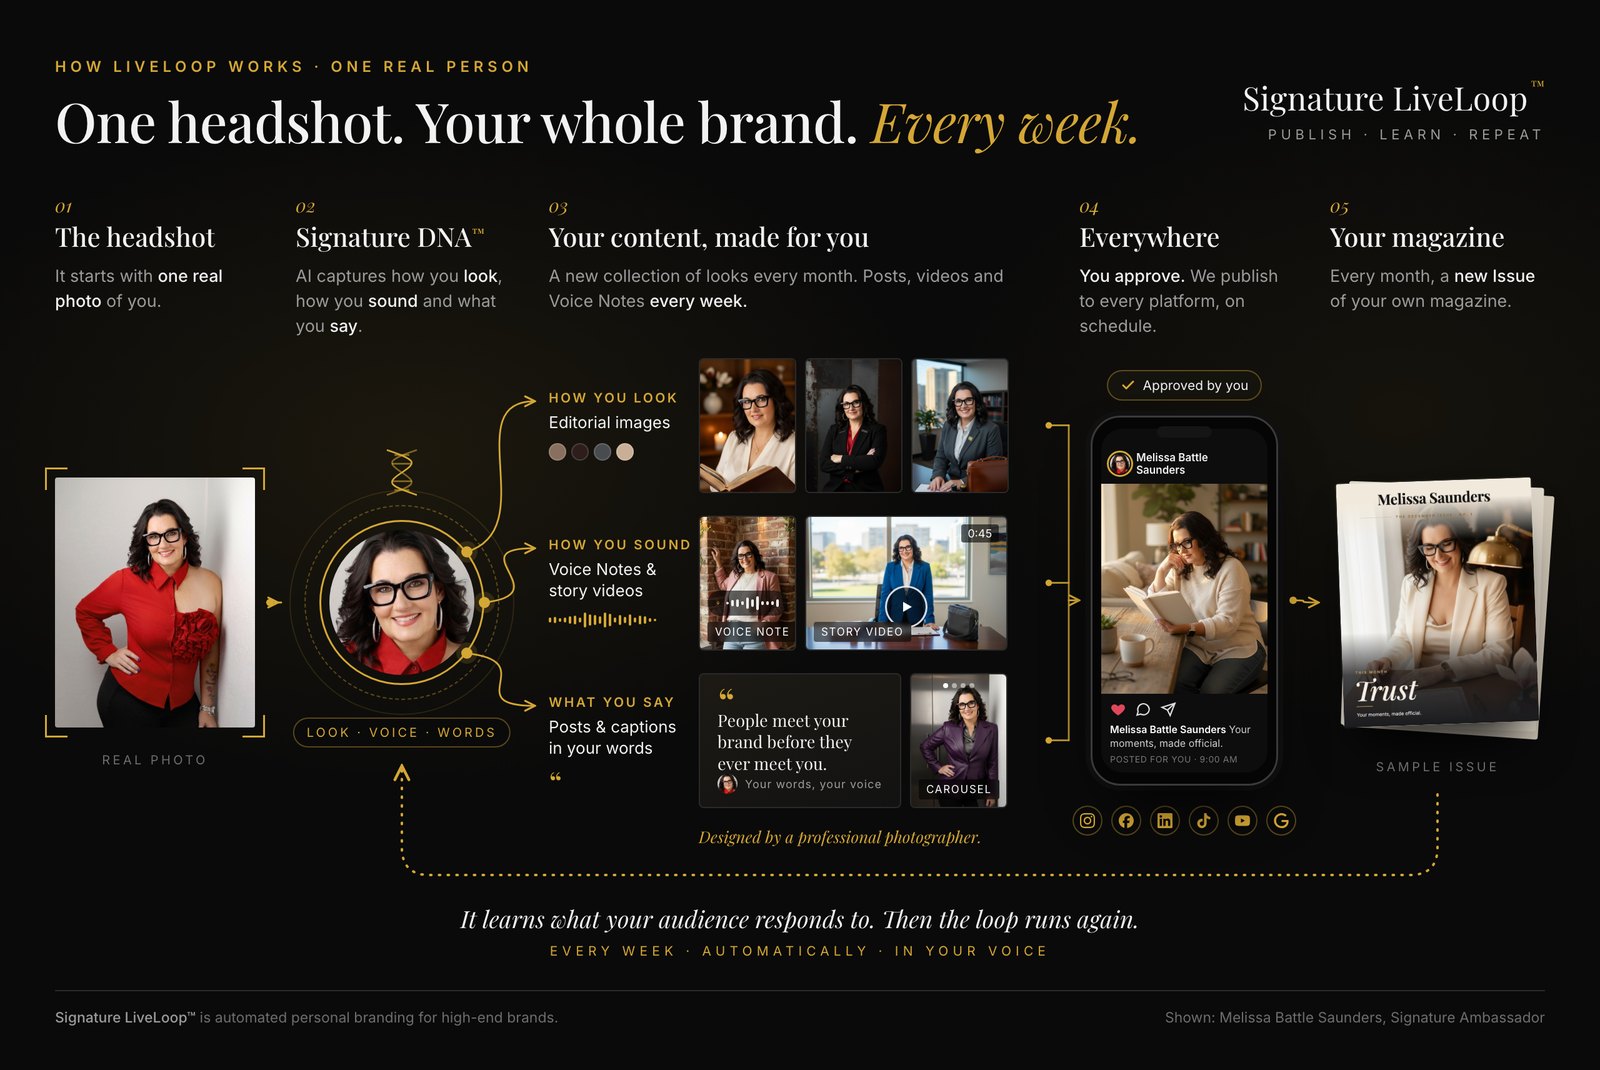 HOW LIVELOOP WORKS · ONE REAL PERSON
One headshot. Your whole brand. Every week.
Signature LiveLoop™
PUBLISH · LEARN · REPEAT
01
The headshot
It starts with one real
photo of you.
02
Signature DNA™
AI captures how you look,
how you sound and what
you say.
03
Your content, made for you
A new collection of looks every month. Posts, videos and
Voice Notes every week.
04
Everywhere
You approve. We publish
to every platform, on
schedule.
05
Your magazine
Every month, a new Issue
of your own magazine.
REAL PHOTO
LOOK · VOICE · WORDS
HOW YOU LOOK
Editorial images
HOW YOU SOUND
Voice Notes &
story videos
WHAT YOU SAY
Posts & captions
in your words
“
VOICE NOTE
0:45
STORY VIDEO
“
People meet your
brand before they
ever meet you.
Your words, your voice
CAROUSEL
Designed by a professional photographer.
Approved by you
Melissa Battle
Saunders
Melissa Battle Saunders Your
moments, made official.
POSTED FOR YOU · 9:00 AM
Melissa Saunders
THIS MONTH
Trust
Your moments, made official.
SAMPLE ISSUE
It learns what your audience responds to. Then the loop runs again.
EVERY WEEK · AUTOMATICALLY · IN YOUR VOICE
Signature LiveLoop™ is automated personal branding for high-end brands.
Shown: Melissa Battle Saunders, Signature Ambassador